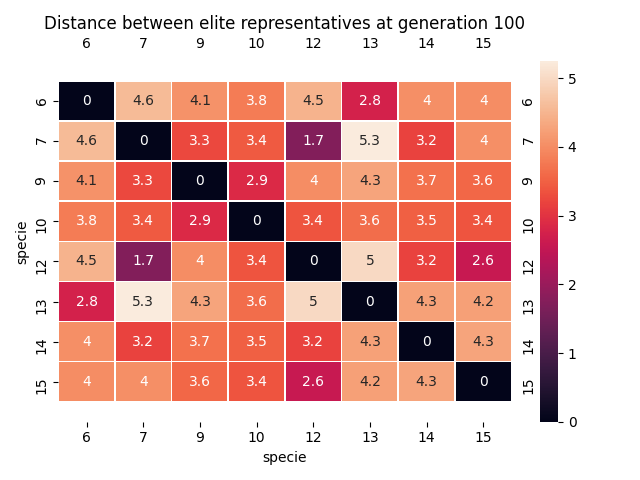 Distance between elite representatives at generation 100
6 7 9 10 12 13 14 15
6 0 4.6 4.1 3.8 4.5 2.8 4 4 6
7 4.6 0 3.3 3.4 1.7 5.3 3.2 4 7
9 4.1 3.3 0 2.9 4 4.3 3.7 3.6 9
10 3.8 3.4 2.9 0 3.4 3.6 3.5 3.4 10
12 4.5 1.7 4 3.4 0 5 3.2 2.6 12
13 2.8 5.3 4.3 3.6 5 0 4.3 4.2 13
14 4 3.2 3.7 3.5 3.2 4.3 0 4.3 14
15 4 4 3.6 3.4 2.6 4.2 4.3 0 15
6 7 9 10 12 13 14 15
specie
specie
5
4
3
2
1
0